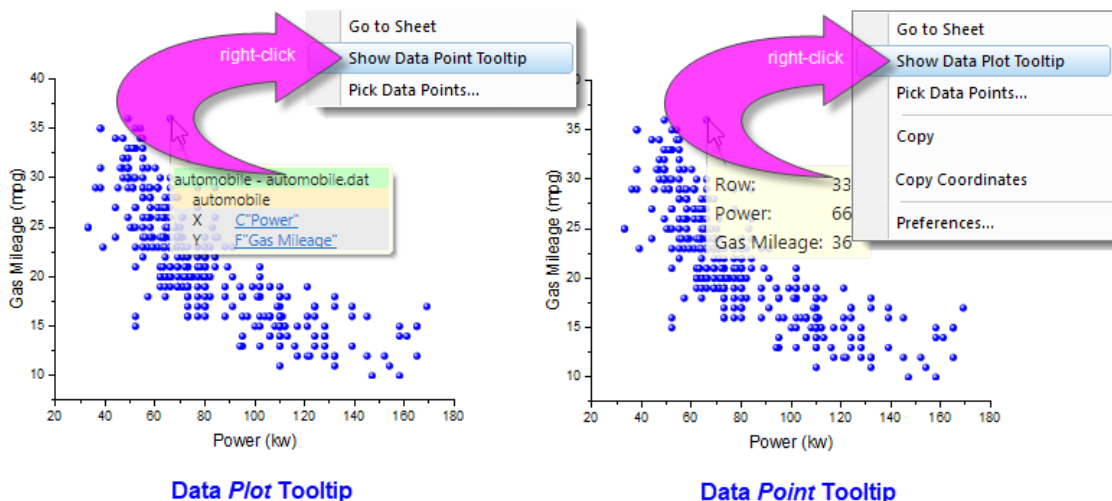 Go to Sheet
right-click
Show Data Point Tooltip
Pick Data Points...
40
35
30
25
20
15
10
Gas Mileage (mpg)
automobile - automobile.dat
automobile
X C"Power"
Y F"Gas Mileage"
20 40 60 80 100 120 140 160 180
Power (kw)
Data Plot Tooltip
Go to Sheet
right-click
Show Data Plot Tooltip
Pick Data Points...
Copy
Copy Coordinates
Preferences...
40
35
30
25
20
15
10
Gas Mileage (mpg)
Row: 33
Power: 66
Gas Mileage: 36
20 40 60 80 100 120 140 160 180
Power (kw)
Data Point Tooltip